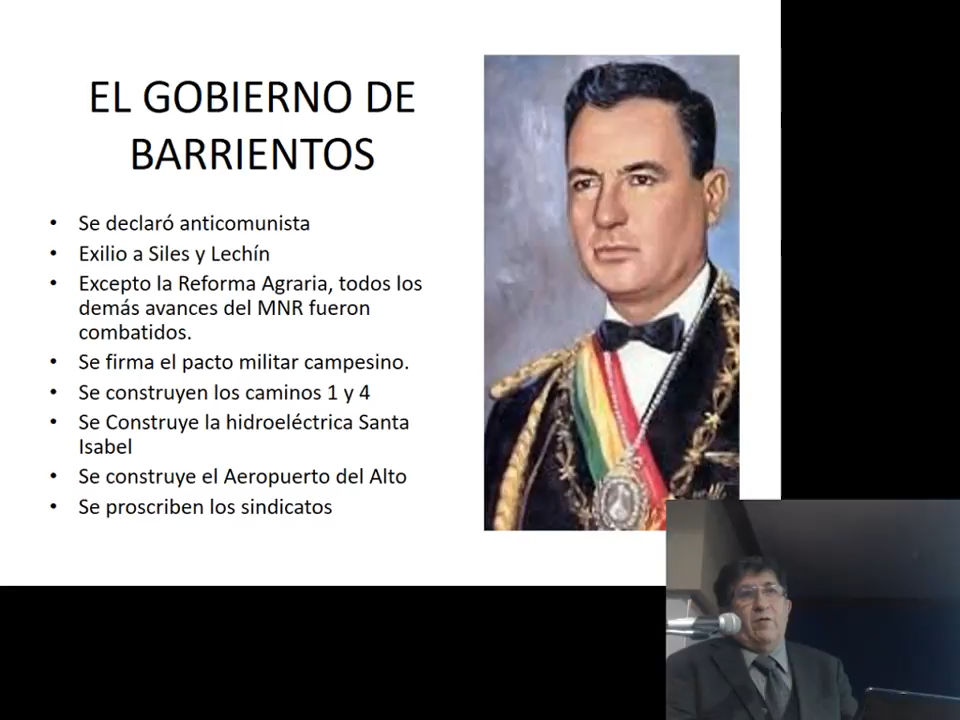 EL GOBIERNO DE
BARRIENTOS
• Se declaró anticomunista
• Exilio a Siles y Lechín
• Excepto la Reforma Agraria, todos los
demás avances del MNR fueron
combatidos.
• Se firma el pacto militar campesino.
• Se construyen los caminos 1 y 4
• Se Construye la hidroeléctrica Santa
Isabel
• Se construye el Aeropuerto del Alto
• Se proscriben los sindicatos